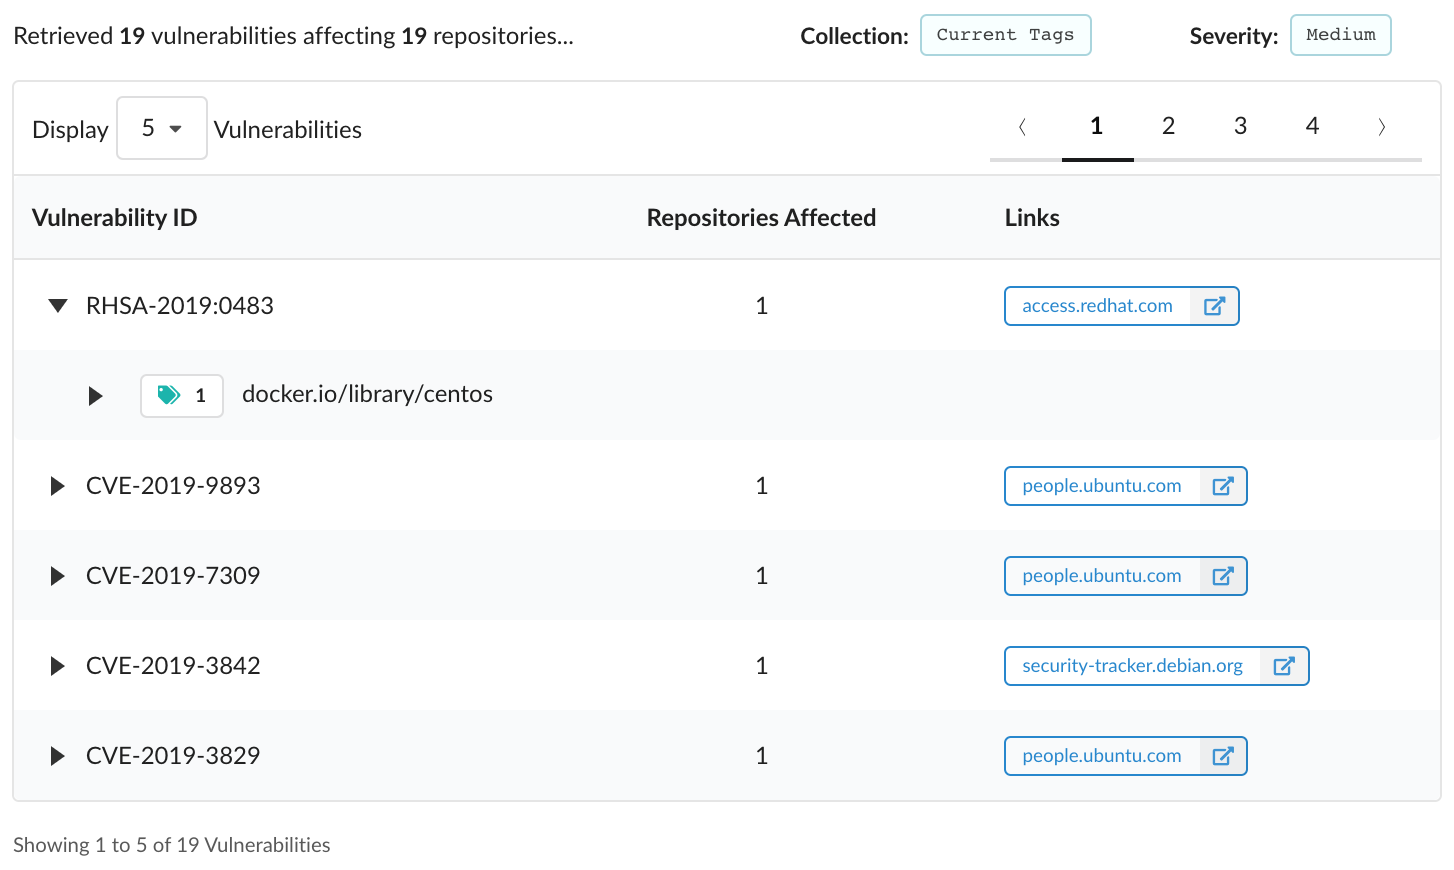 Retrieved 19 vulnerabilities affecting 19 repositories... Collection: Current Tags Severity: Medium
Display 5 Vulnerabilities 1 2 3 4
Vulnerability ID Repositories Affected Links
RHSA-2019:0483 1 access.redhat.com
1 docker.io/library/centos
CVE-2019-9893 1 people.ubuntu.com
CVE-2019-7309 1 people.ubuntu.com
CVE-2019-3842 1 security-tracker.debian.org
CVE-2019-3829 1 people.ubuntu.com
Showing 1 to 5 of 19 Vulnerabilities